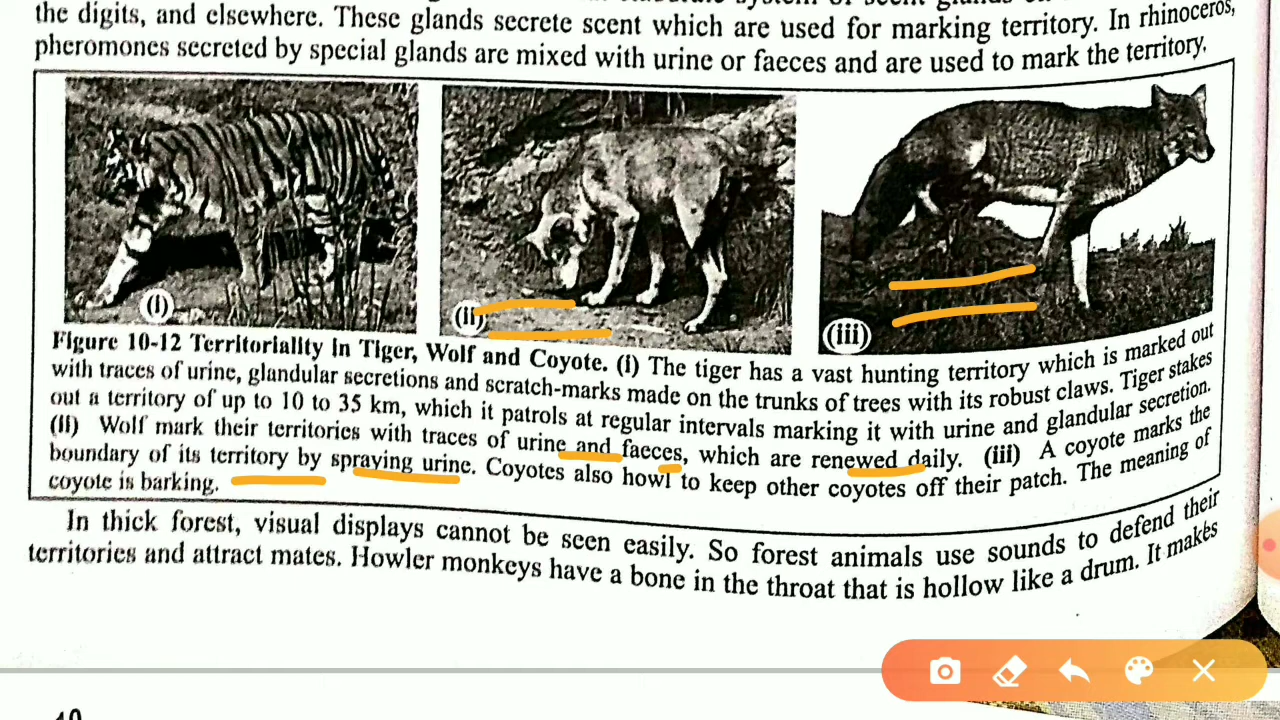 the digits, and elsewhere. These glands secrete scent which are used for marking territory. In rhinoceros,
pheromones secreted by special glands are mixed with urine or faeces and are used to mark the territory.
(i)
(ii)
(iii)
Figure 10-12 Territoriality in Tiger, Wolf and Coyote. (i) The tiger has a vast hunting territory which is marked out
with traces of urine, glandular secretions and scratch-marks made on the trunks of trees with its robust claws. Tiger stakes
out a territory of up to 10 to 35 km, which it patrols at regular intervals marking it with urine and glandular secretion.
(ii) Wolf mark their territories with traces of urine and faeces, which are renewed daily. (iii) A coyote marks the
boundary of its territory by spraying urine. Coyotes also howl to keep other coyotes off their patch. The meaning of
coyote is barking.
In thick forest, visual displays cannot be seen easily. So forest animals use sounds to defend their
territories and attract mates. Howler monkeys have a bone in the throat that is hollow like a drum. It makes